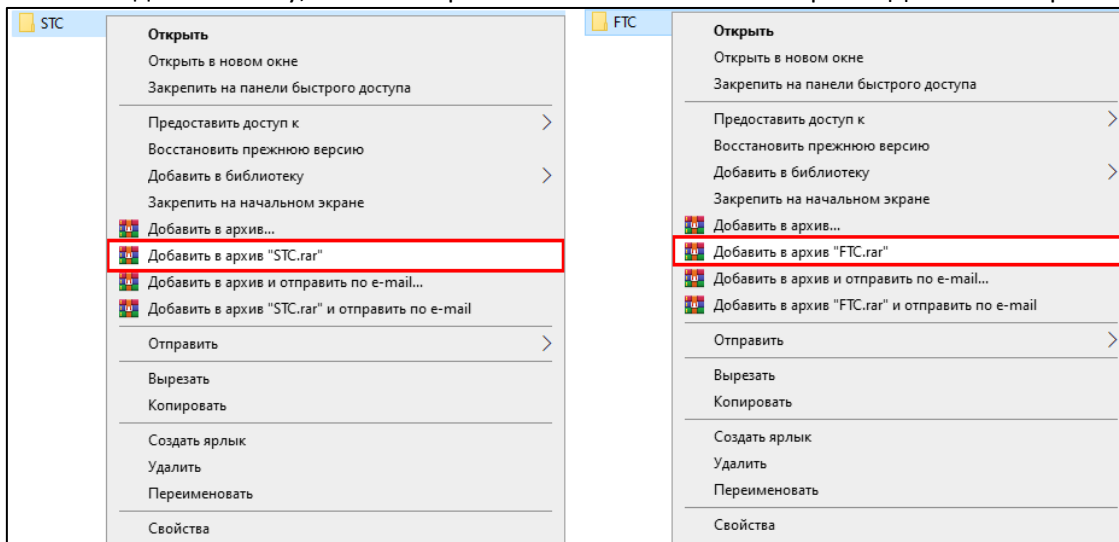 STC
Открыть
Открыть в новом окне
Закрепить на панели быстрого доступа
Предоставить доступ к
Восстановить прежнюю версию
Добавить в библиотеку
Закрепить на начальном экране
Добавить в архив...
Добавить в архив "STC.rar"
Добавить в архив и отправить по e-mail...
Добавить в архив "STC.rar" и отправить по e-mail
Отправить
Вырезать
Копировать
Создать ярлык
Удалить
Переименовать
Свойства
FTC
Открыть
Открыть в новом окне
Закрепить на панели быстрого доступа
Предоставить доступ к
Восстановить прежнюю версию
Добавить в библиотеку
Закрепить на начальном экране
Добавить в архив...
Добавить в архив "FTC.rar"
Добавить в архив и отправить по e-mail...
Добавить в архив "FTC.rar" и отправить по e-mail
Отправить
Вырезать
Копировать
Создать ярлык
Удалить
Переименовать
Свойства